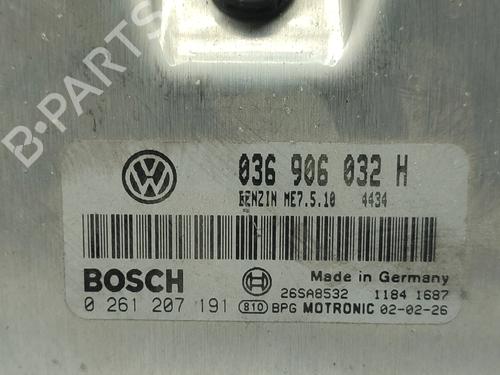 B-PARTS
036 906 032 H
BENZIN ME7.5.10 4434
BOSCH
Made in Germany
26SA8532 1184 1687
0 261 207 191
810 BPG MOTRONIC 02-02-26